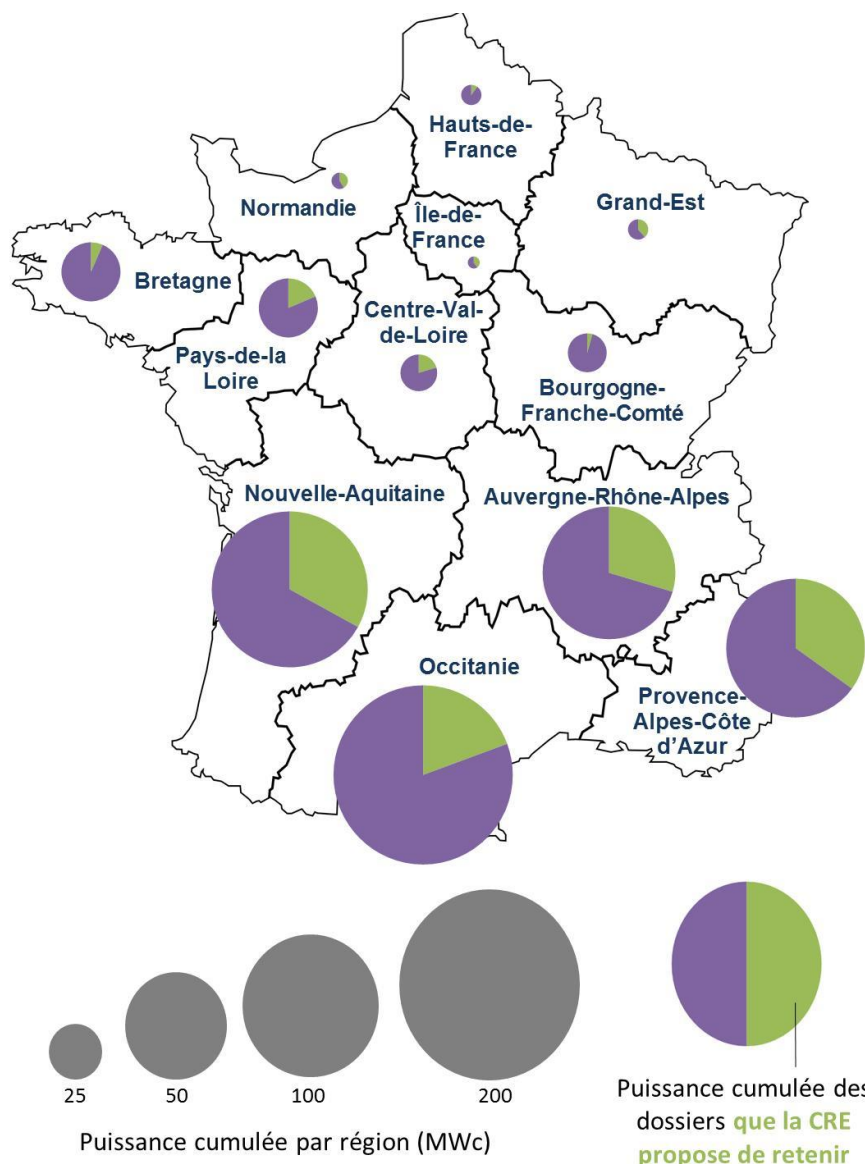 Hauts-de-
France
Normandie
Île-de-
France
Grand-Est
Bretagne
Centre-Val-
de-Loire
Pays-de-la
Loire
Bourgogne-
Franche-Comté
Nouvelle-Aquitaine
Auvergne-Rhône-Alpes
Occitanie
Provence-
Alpes-Côte
d'Azur
25
50
100
200
Puissance cumulée par région (MWc)
Puissance cumulée des
dossiers que la CRE
propose de retenir